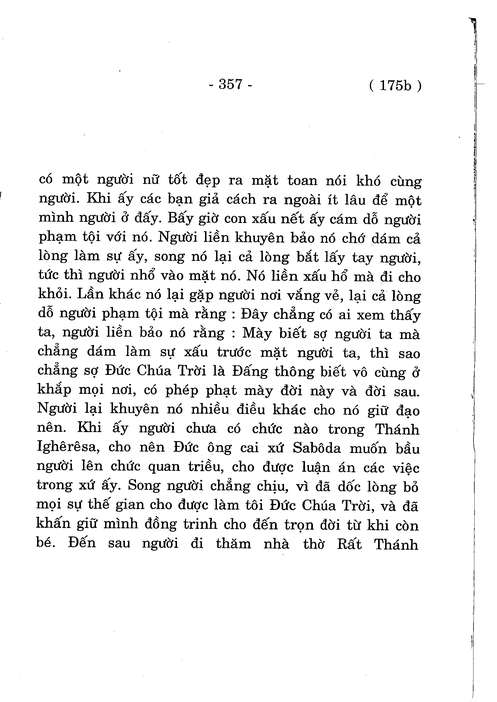 - 357 - ( 175b )
có một người nữ tốt đẹp ra mặt toan nói khó cùng
người. Khi ấy các bạn giả cách ra ngoài ít lâu để một
mình người ở đấy. Bấy giờ con xấu nết ấy cám dỗ người
phạm tội với nó. Người liền khuyên bảo nó chớ dám cả
lòng làm sự ấy, song nó lại cả lòng bắt lấy tay người,
tức thì người nhổ vào mặt nó. Nó liền xấu hổ mà đi cho
khỏi. Lần khác nó lại gặp người nơi vắng vẻ, lại cả lòng
dỗ người phạm tội mà rằng : Đây chẳng có ai xem thấy
ta, người liền bảo nó rằng : Mày biết sợ người ta mà
chẳng dám làm sự xấu trước mặt người ta, thì sao
chẳng sợ Đức Chúa Trời là Đấng thông biết vô cùng ở
khắp mọi nơi, có phép phạt mày đời này và đời sau.
Người lại khuyên nó nhiều điều khác cho nó giữ đạo
nên. Khi ấy người chưa có chức nào trong Thánh
Ighêrêsa, cho nên Đức ông cai xứ Sabôda muốn bầu
người lên chức quan triều, cho được luận án các việc
trong xứ ấy. Song người chẳng chịu, vì đã dốc lòng bỏ
mọi sự thế gian cho được làm tôi Đức Chúa Trời, và đã
khấn giữ mình đồng trinh cho đến trọn đời từ khi còn
bé. Đến sau người đi thăm nhà thờ Rất Thánh